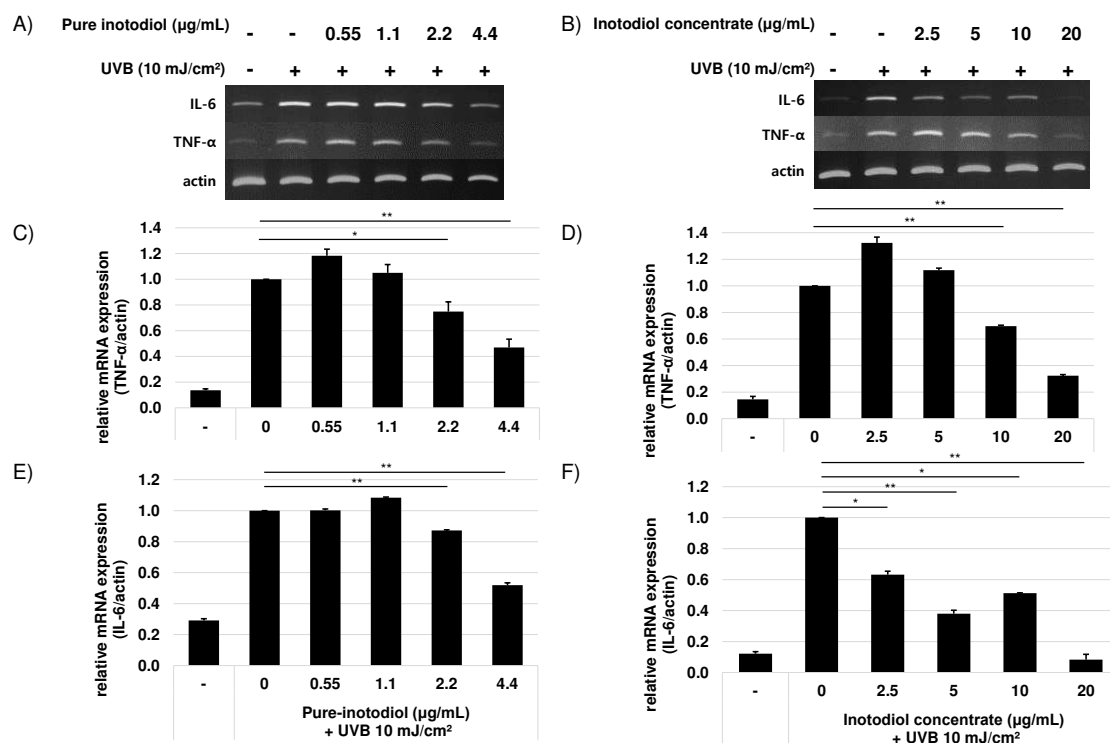 A)
Pure inotodiol (µg/mL) - - 0.55 1.1 2.2 4.4
UVB (10 mJ/cm²) - + + + + +
IL-6
TNF-α
actin
B)
Inotodiol concentrate (µg/mL) - - 2.5 5 10 20
UVB (10 mJ/cm²) - + + + + +
IL-6
TNF-α
actin
C)
**
*
relative mRNA expression
(TNF-α/actin)
1.4
1.2
1.0
0.8
0.6
0.4
0.2
0.0
- 0 0.55 1.1 2.2 4.4
D)
**
**
relative mRNA expression
(TNF-α/actin)
1.4
1.2
1.0
0.8
0.6
0.4
0.2
0.0
- 0 2.5 5 10 20
E)
**
**
relative mRNA expression
(IL-6/actin)
1.2
1.0
0.8
0.6
0.4
0.2
0.0
- 0 0.55 1.1 2.2 4.4
Pure-inotodiol (µg/mL)
+ UVB 10 mJ/cm²
F)
**
*
**
*
relative mRNA expression
(IL-6/actin)
1.2
1.0
0.8
0.6
0.4
0.2
0.0
- 0 2.5 5 10 20
Inotodiol concentrate (µg/mL)
+ UVB 10 mJ/cm²